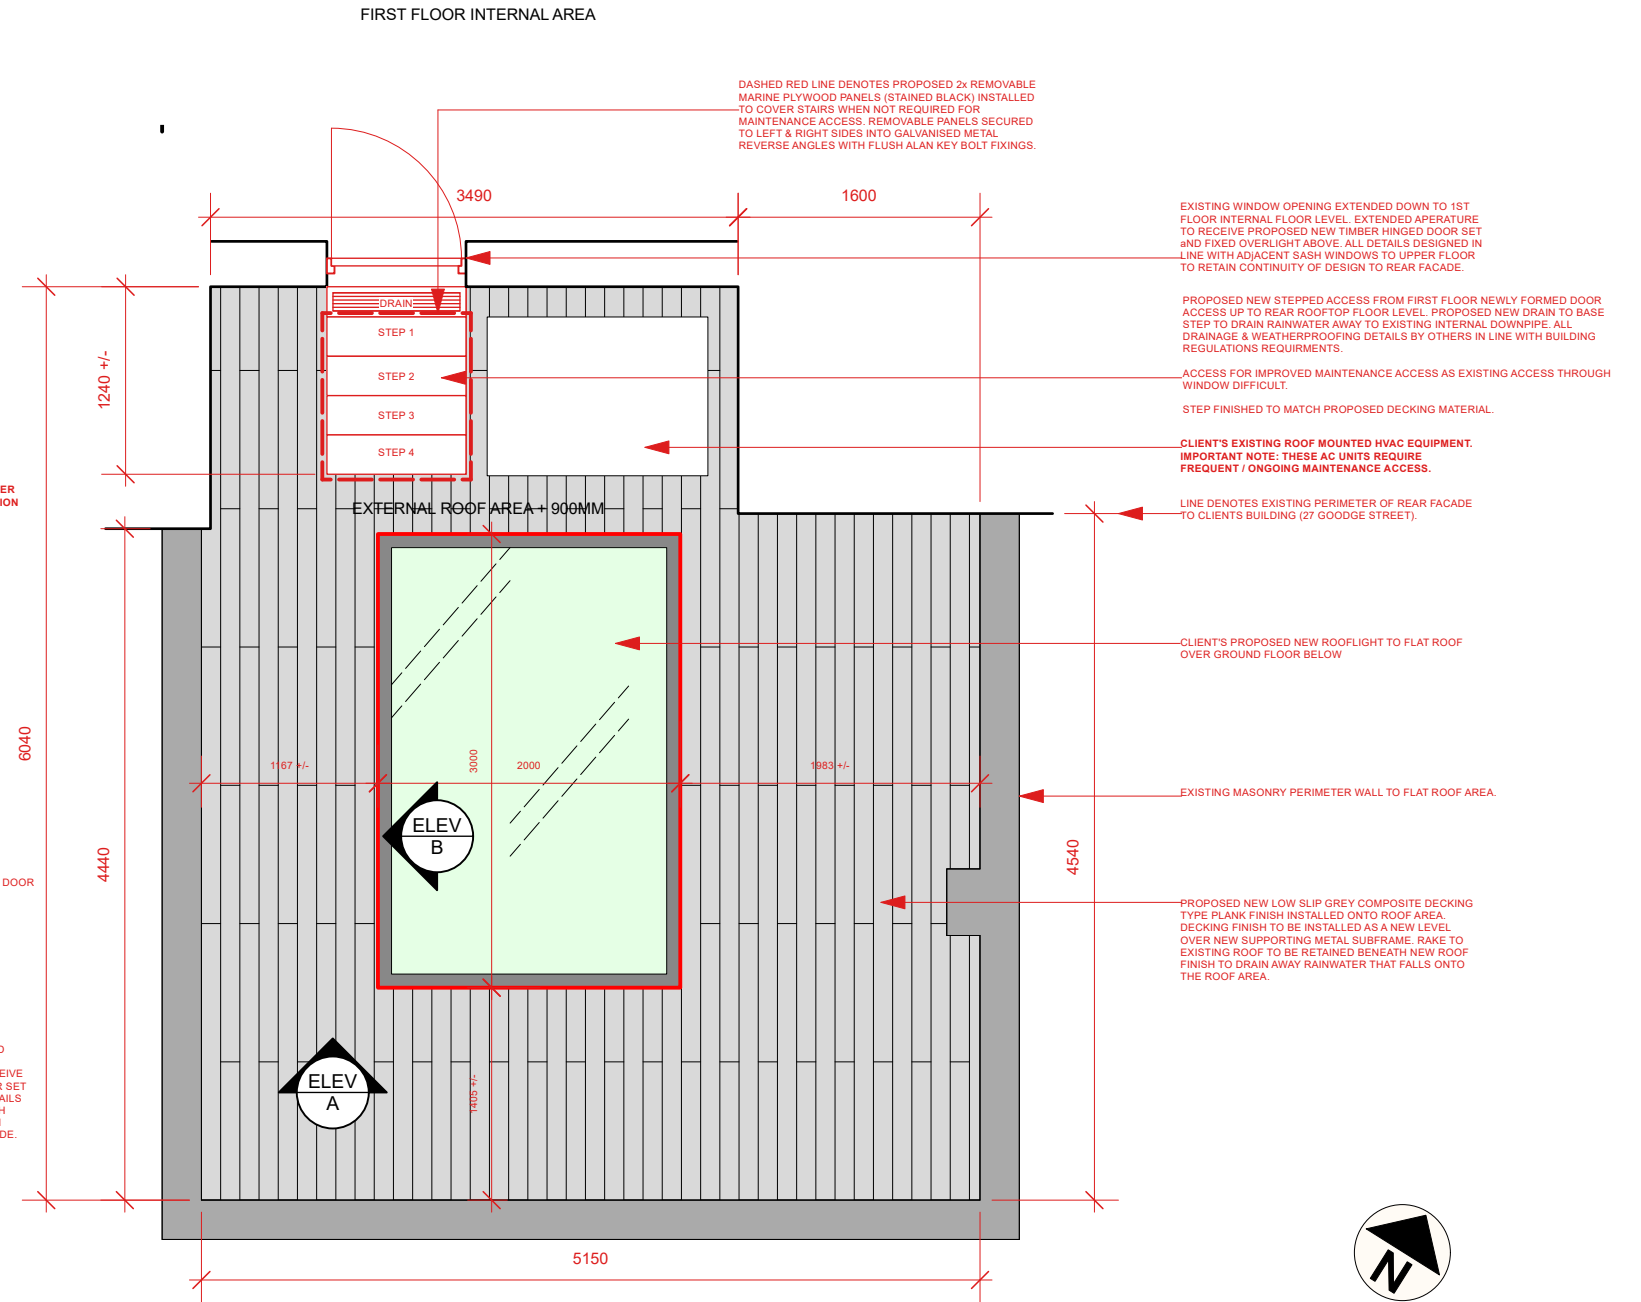 FIRST FLOOR INTERNAL AREA
DASHED RED LINE DENOTES PROPOSED 2x REMOVABLE
MARINE PLYWOOD PANELS (STAINED BLACK) INSTALLED
TO COVER STAIRS WHEN NOT REQUIRED FOR
MAINTENANCE ACCESS. REMOVABLE PANELS SECURED
TO LEFT & RIGHT SIDES INTO GALVANISED METAL
REVERSE ANGLES WITH FLUSH ALAN KEY BOLT FIXINGS.
3490
1600
EXISTING WINDOW OPENING EXTENDED DOWN TO 1ST
FLOOR INTERNAL FLOOR LEVEL. EXTENDED APERATURE
TO RECEIVE PROPOSED NEW TIMBER HINGED DOOR SET
aND FIXED OVERLIGHT ABOVE. ALL DETAILS DESIGNED IN
LINE WITH ADjACENT SASH WINDOWS TO UPPER FLOOR
TO RETAIN CONTINUITY OF DESIGN TO REAR FACADE.
PROPOSED NEW STEPPED ACCESS FROM FIRST FLOOR NEWLY FORMED DOOR
ACCESS UP TO REAR ROOFTOP FLOOR LEVEL. PROPOSED NEW DRAIN TO BASE
STEP TO DRAIN RAINWATER AWAY TO EXISTING INTERNAL DOWNPIPE. ALL
DRAINAGE & WEATHERPROOFING DETAILS BY OTHERS IN LINE WITH BUILDING
REGULATIONS REQUIRMENTS.
ACCESS FOR IMPROVED MAINTENANCE ACCESS AS EXISTING ACCESS THROUGH
WINDOW DIFFICULT.
STEP FINISHED TO MATCH PROPOSED DECKING MATERIAL.
CLIENT'S EXISTING ROOF MOUNTED HVAC EQUIPMENT.
IMPORTANT NOTE: THESE AC UNITS REQUIRE
FREQUENT / ONGOING MAINTENANCE ACCESS.
LINE DENOTES EXISTING PERIMETER OF REAR FACADE
TO CLIENTS BUILDING (27 GOODGE STREET).
DRAIN
STEP 1
STEP 2
STEP 3
STEP 4
1240 +/-
ER
ION
EXTERNAL ROOF AREA + 900MM
CLIENT'S PROPOSED NEW ROOFLIGHT TO FLAT ROOF
OVER GROUND FLOOR BELOW
6040
1167 +/-
3000
2000
1983 +/-
EXISTING MASONRY PERIMETER WALL TO FLAT ROOF AREA.
ELEV
B
4440
4540
DOOR
PROPOSED NEW LOW SLIP GREY COMPOSITE DECKING
TYPE PLANK FINISH INSTALLED ONTO ROOF AREA.
DECKING FINISH TO BE INSTALLED AS A NEW LEVEL
OVER NEW SUPPORTING METAL SUBFRAME. RAKE TO
EXISTING ROOF TO BE RETAINED BENEATH NEW ROOF
FINISH TO DRAIN AWAY RAINWATER THAT FALLS ONTO
THE ROOF AREA.
EIVE
R SET
AILS
H
DE.
ELEV
A
1405 +/-
5150
N